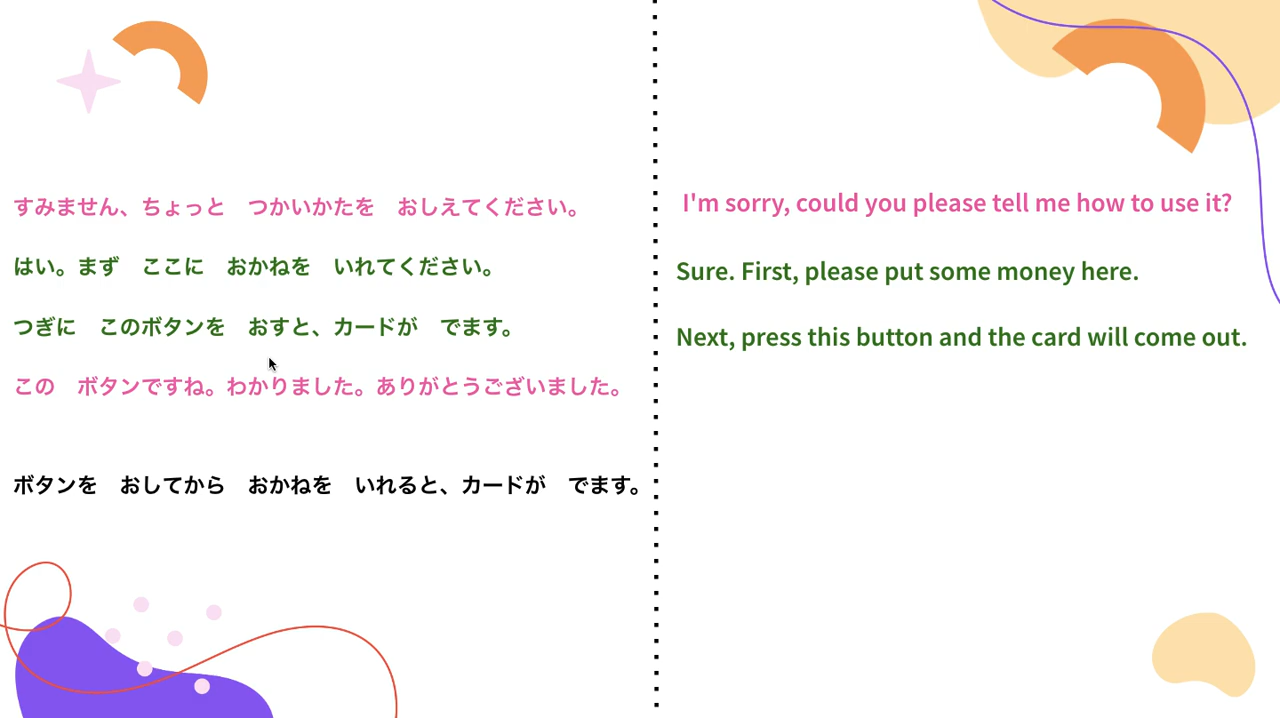 すみません、ちょっと　つかいかたを　おしえてください。
はい。まず　ここに　おかねを　いれてください。
つぎに　このボタンを　おすと、カードが　でます。
この　ボタンですね。わかりました。ありがとうございました。
ボタンを　おしてから　おかねを　いれると、カードが　でます。
I'm sorry, could you please tell me how to use it?
Sure. First, please put some money here.
Next, press this button and the card will come out.